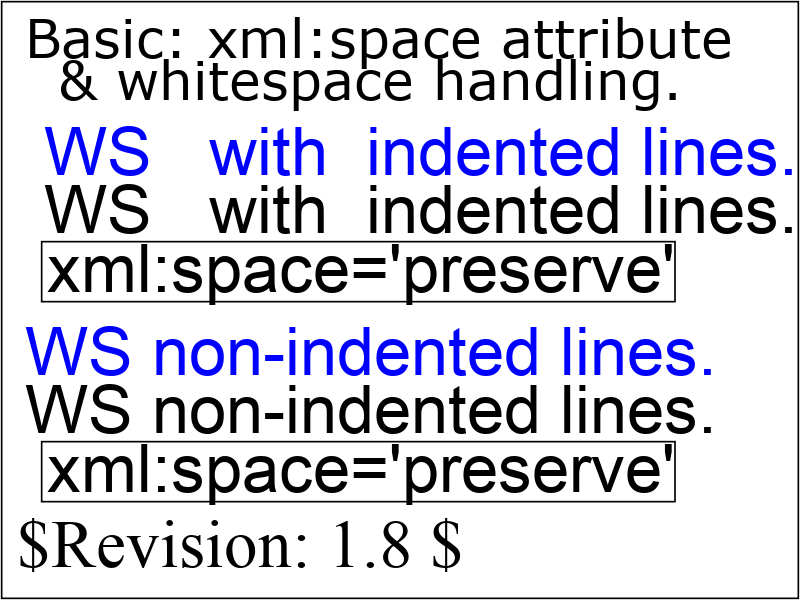 Basic: xml:space attribute
& whitespace handling.
WS   with  indented lines.
WS   with  indented lines.
xml:space='preserve'
WS non-indented lines.
WS non-indented lines.
xml:space='preserve'
$Revision: 1.8 $